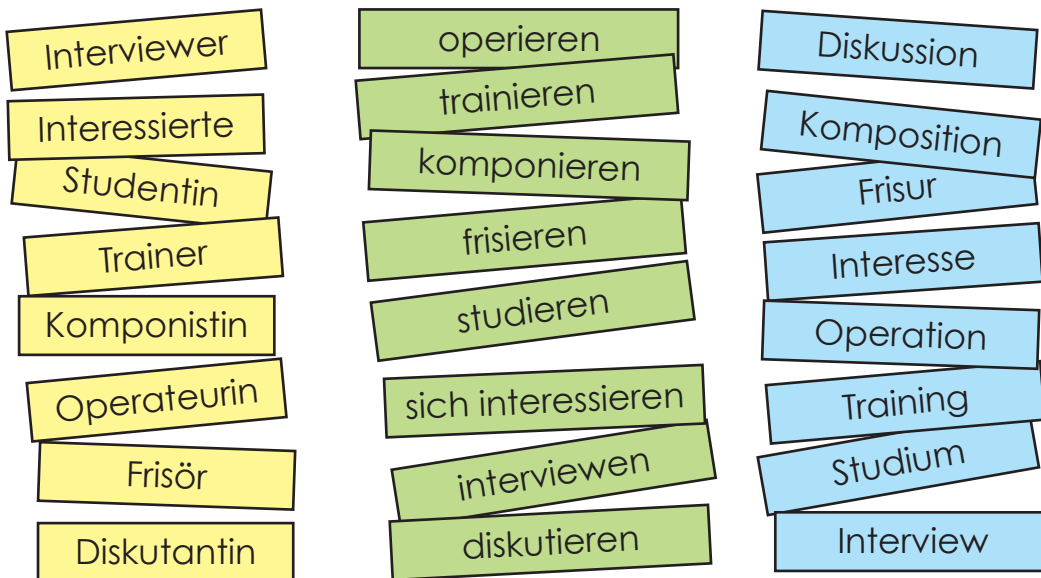 Interviewer
Interessierte
Studentin
Trainer
Komponistin
Operateurin
Frisör
Diskutantin
operieren
trainieren
komponieren
frisieren
studieren
sich interessieren
interviewen
diskutieren
Diskussion
Komposition
Frisur
Interesse
Operation
Training
Studium
Interview